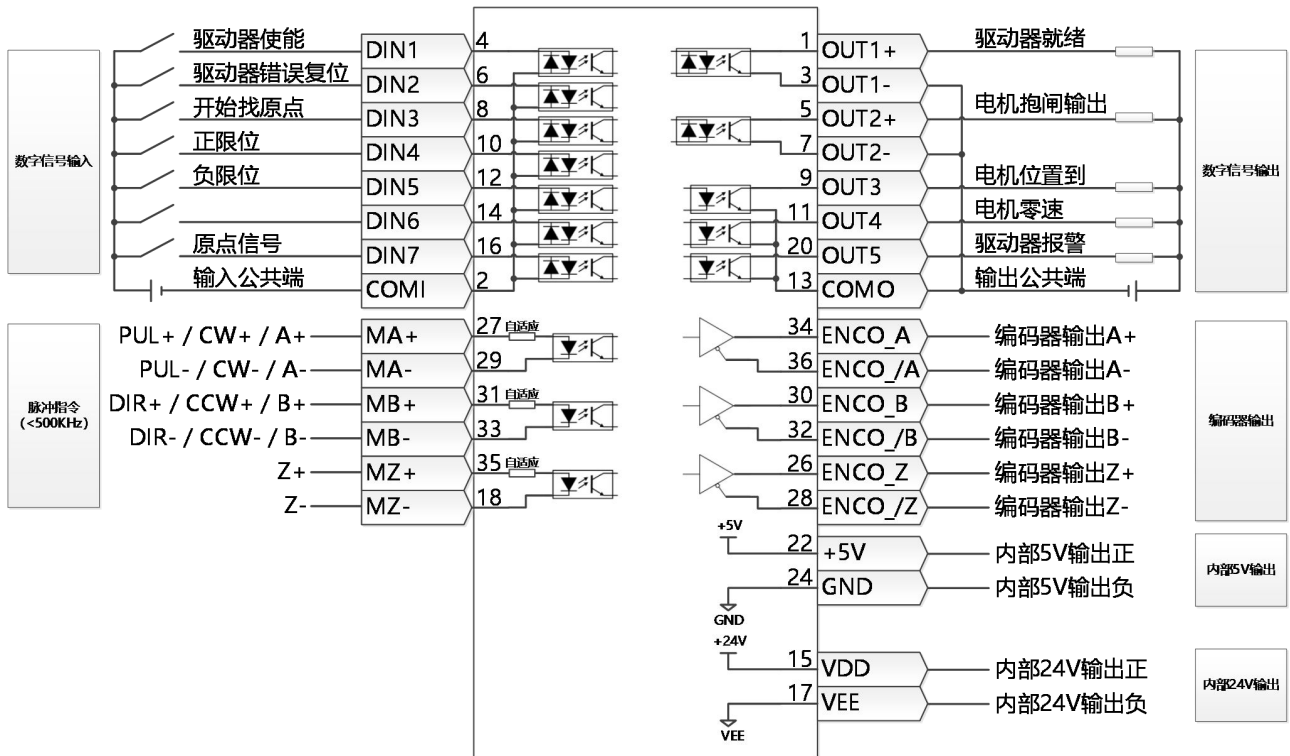 数字信号输入
驱动器使能 DIN1 4
驱动器错误复位 DIN2 6
开始找原点 DIN3 8
正限位 DIN4 10
负限位 DIN5 12
DIN6 14
原点信号 DIN7 16
输入公共端 COMI 2
脉冲指令
(<500KHz)
PUL+ / CW+ / A+ MA+ 27 自适应
PUL- / CW- / A- MA- 29
DIR+ / CCW+ / B+ MB+ 31 自适应
DIR- / CCW- / B- MB- 33
Z+ MZ+ 35 自适应
Z- MZ- 18
1 OUT1+ 驱动器就绪
3 OUT1-
5 OUT2+ 电机抱闸输出
7 OUT2-
9 OUT3 电机位置到
11 OUT4 电机零速
20 OUT5 驱动器报警
13 COMO 输出公共端
数字信号输出
34 ENCO_A 编码器输出A+
36 ENCO_/A 编码器输出A-
30 ENCO_B 编码器输出B+
32 ENCO_/B 编码器输出B-
26 ENCO_Z 编码器输出Z+
28 ENCO_/Z 编码器输出Z-
编码器输出
+5V
22 +5V 内部5V输出正
24 GND 内部5V输出负
GND
内部5V输出
+24V
15 VDD 内部24V输出正
17 VEE 内部24V输出负
VEE
内部24V输出